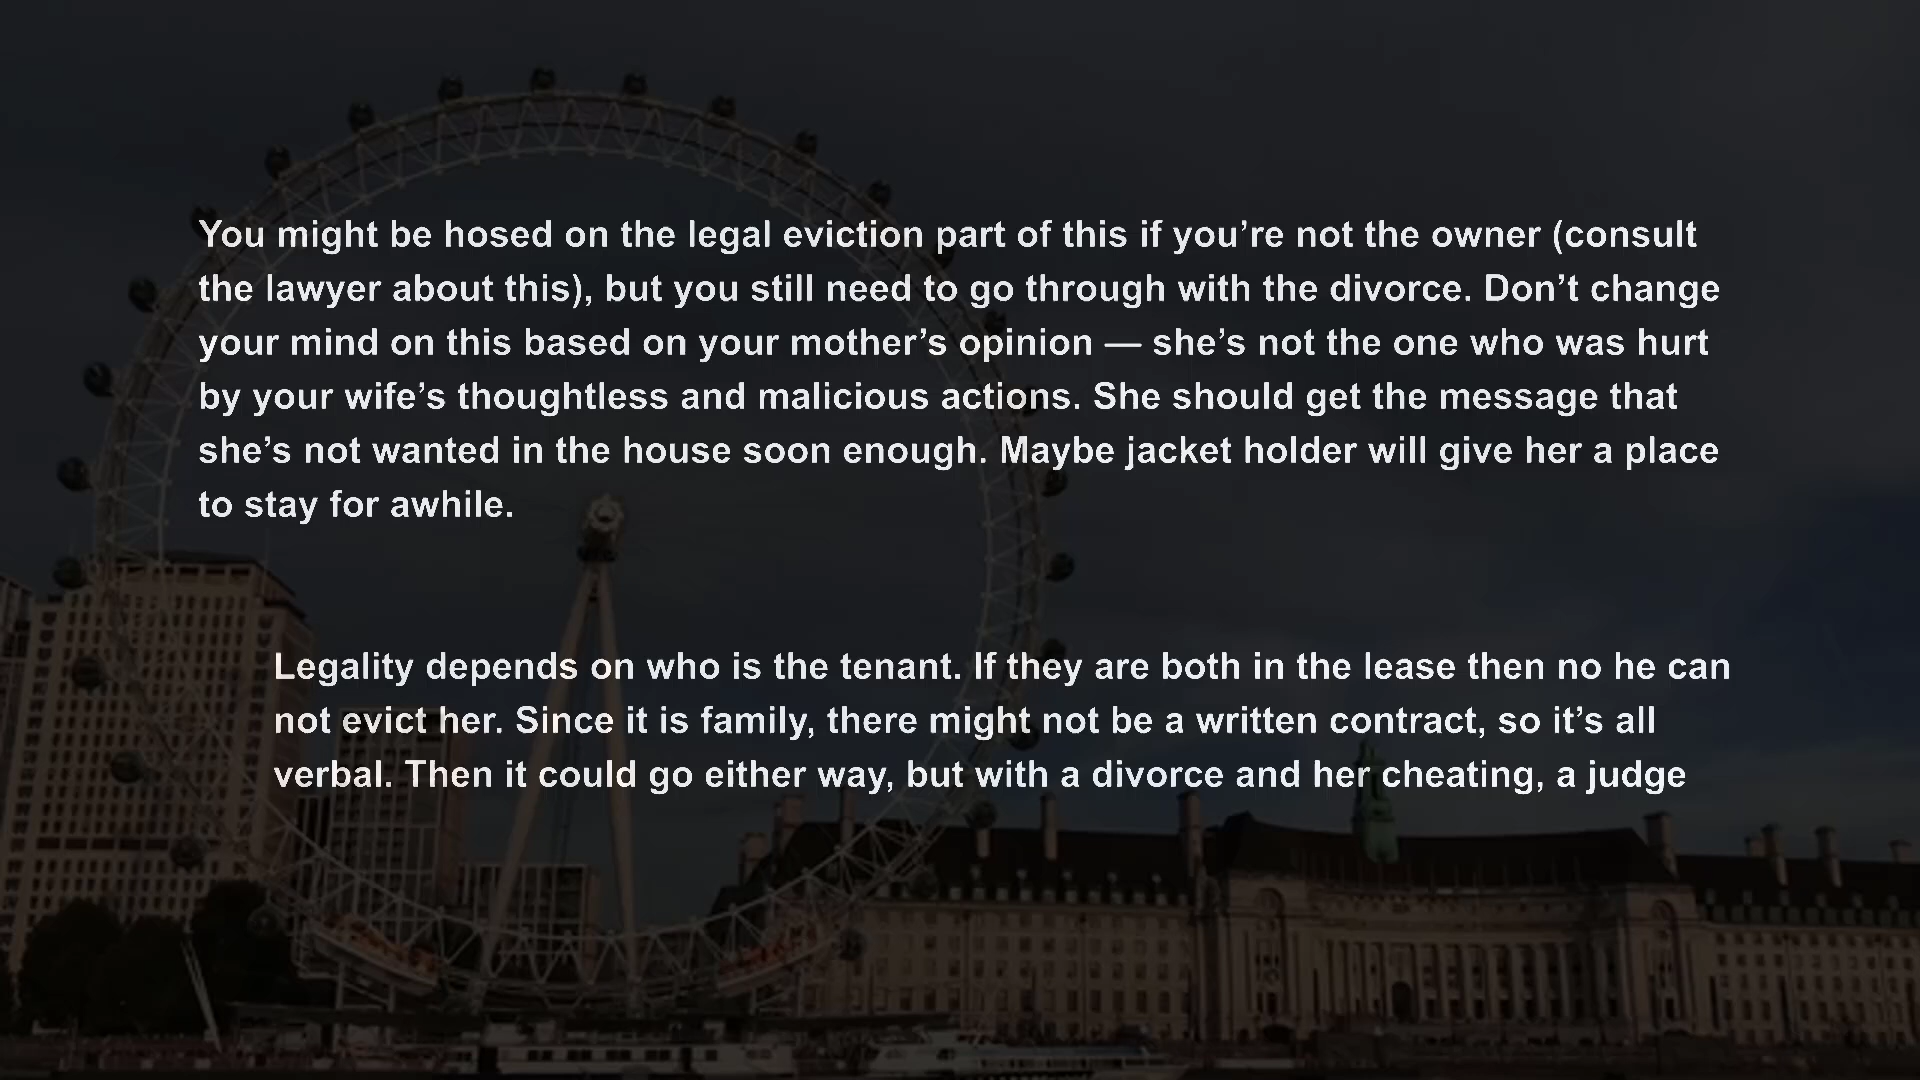 You might be hosed on the legal eviction part of this if you’re not the owner (consult
the lawyer about this), but you still need to go through with the divorce. Don’t change
your mind on this based on your mother’s opinion — she’s not the one who was hurt
by your wife’s thoughtless and malicious actions. She should get the message that
she’s not wanted in the house soon enough. Maybe jacket holder will give her a place
to stay for awhile.
Legality depends on who is the tenant. If they are both in the lease then no he can
not evict her. Since it is family, there might not be a written contract, so it’s all
verbal. Then it could go either way, but with a divorce and her cheating, a judge